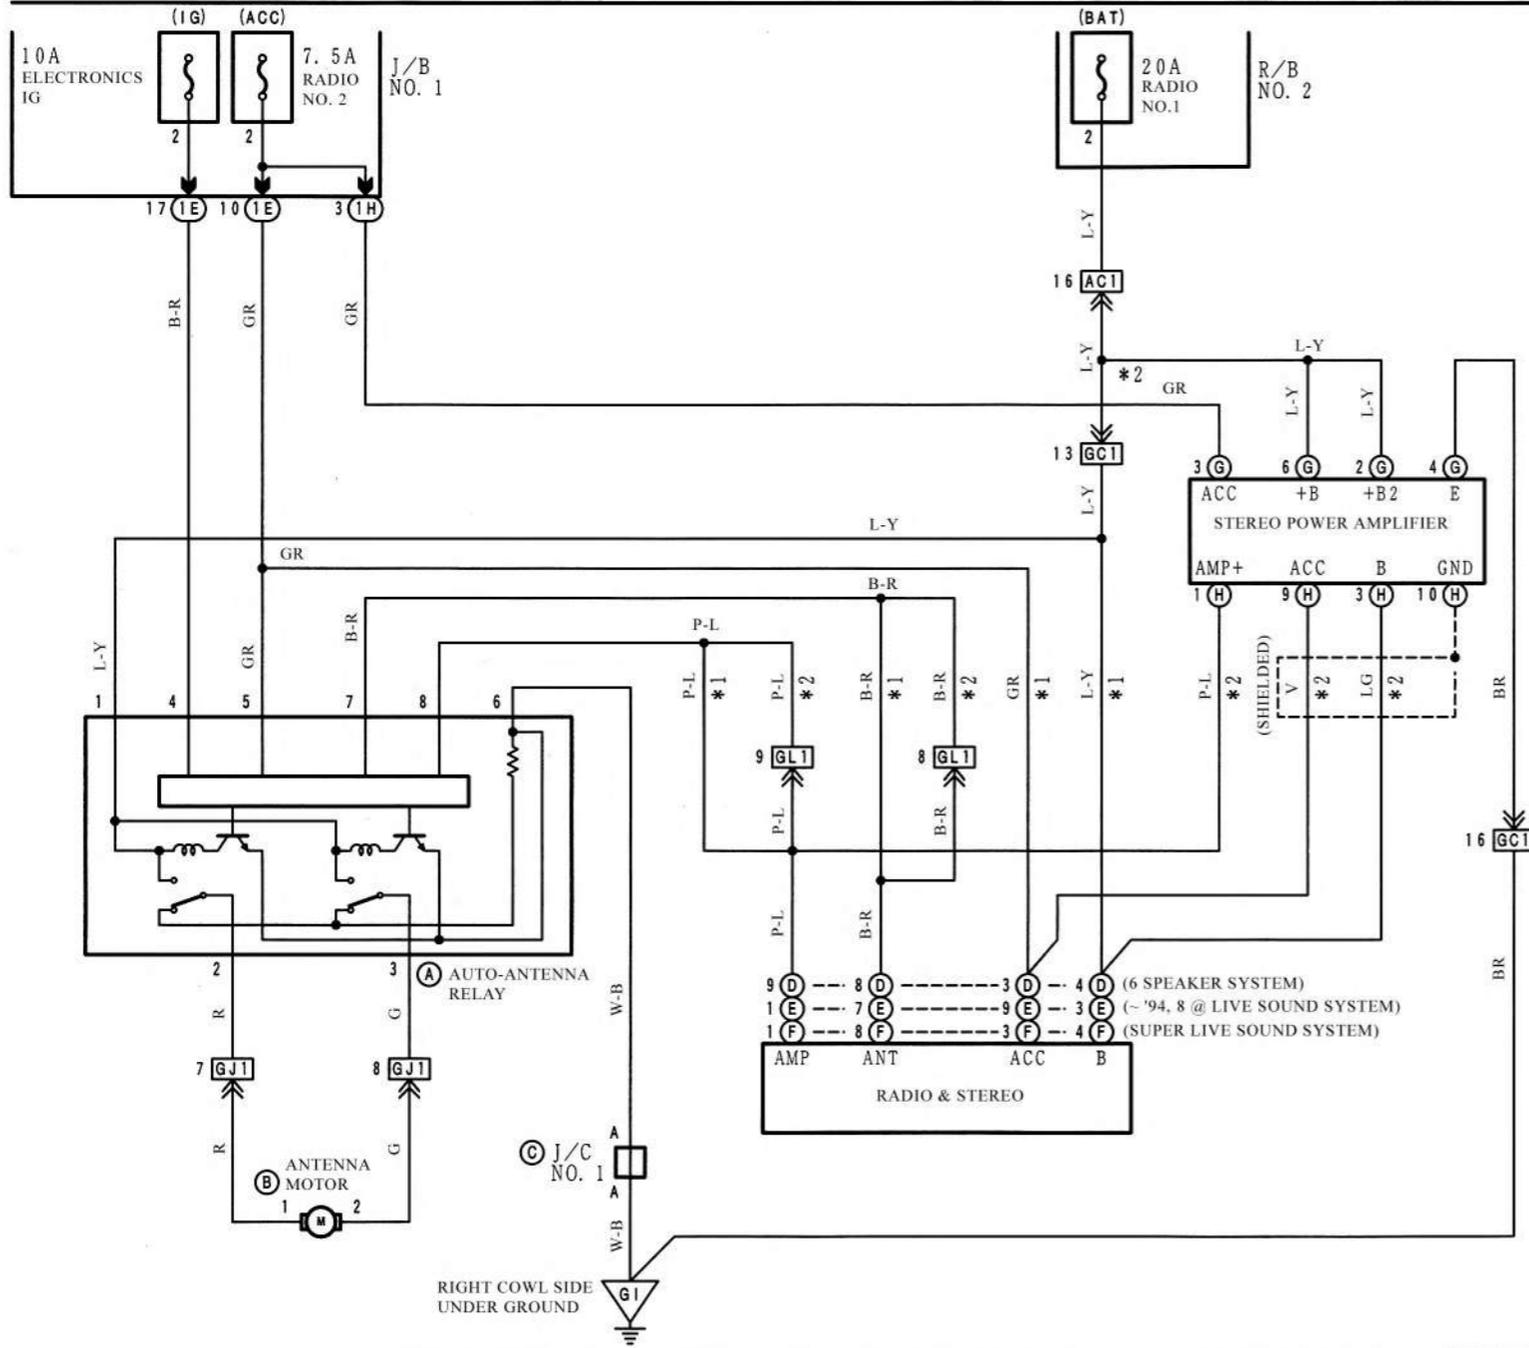 (IG)
(ACC)
(BAT)
10A
ELECTRONICS
IG
7.5A
RADIO
NO. 2
J/B
NO. 1
20A
RADIO
NO.1
R/B
NO. 2
2
2
2
17 1E
10 1E
3 1H
L-Y
16 AC1
B-R
GR
GR
L-Y
*2
L-Y
GR
L-Y
L-Y
13 GC1
3 G
6 G
2 G
4 G
L-Y
ACC
+B
+B2
E
STEREO POWER AMPLIFIER
L-Y
GR
AMP+
ACC
B
GND
B-R
1 H
9 H
3 H
10 H
P-L
L-Y
GR
B-R
P-L
*1
P-L
*2
B-R
*1
B-R
*2
GR
*1
L-Y
*1
P-L
*2
(SHIELDED)
V
*2
LG
*2
BR
1
4
5
7
8
6
9 GL1
8 GL1
P-L
B-R
16 GC1
P-L
B-R
2
3
A AUTO-ANTENNA
RELAY
9 D
8 D
3 D
4 D (6 SPEAKER SYSTEM)
1 E
7 E
9 E
3 E (~ '94, 8 @ LIVE SOUND SYSTEM)
1 F
8 F
3 F
4 F (SUPER LIVE SOUND SYSTEM)
BR
R
G
W-B
7 GJ1
8 GJ1
AMP
ANT
ACC
B
RADIO & STEREO
R
G
A
C J/C
NO. 1
A
B ANTENNA
MOTOR
1
M
2
W-B
RIGHT COWL SIDE
UNDER GROUND
GI